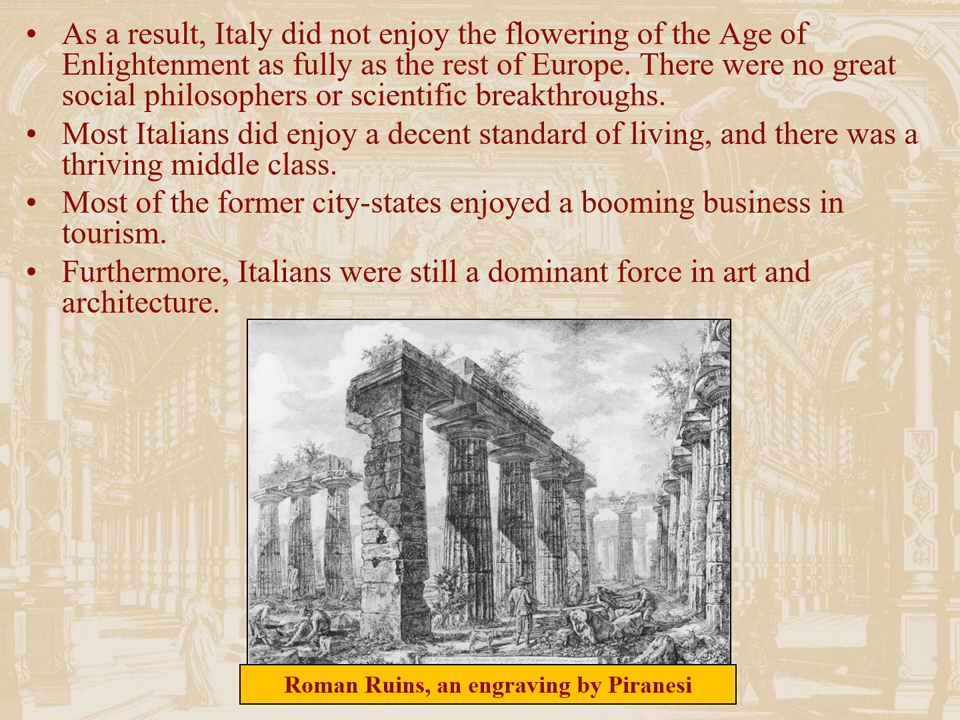 • As a result, Italy did not enjoy the flowering of the Age of
Enlightenment as fully as the rest of Europe. There were no great
social philosophers or scientific breakthroughs.
• Most Italians did enjoy a decent standard of living, and there was a
thriving middle class.
• Most of the former city-states enjoyed a booming business in
tourism.
• Furthermore, Italians were still a dominant force in art and
architecture.
Roman Ruins, an engraving by Piranesi